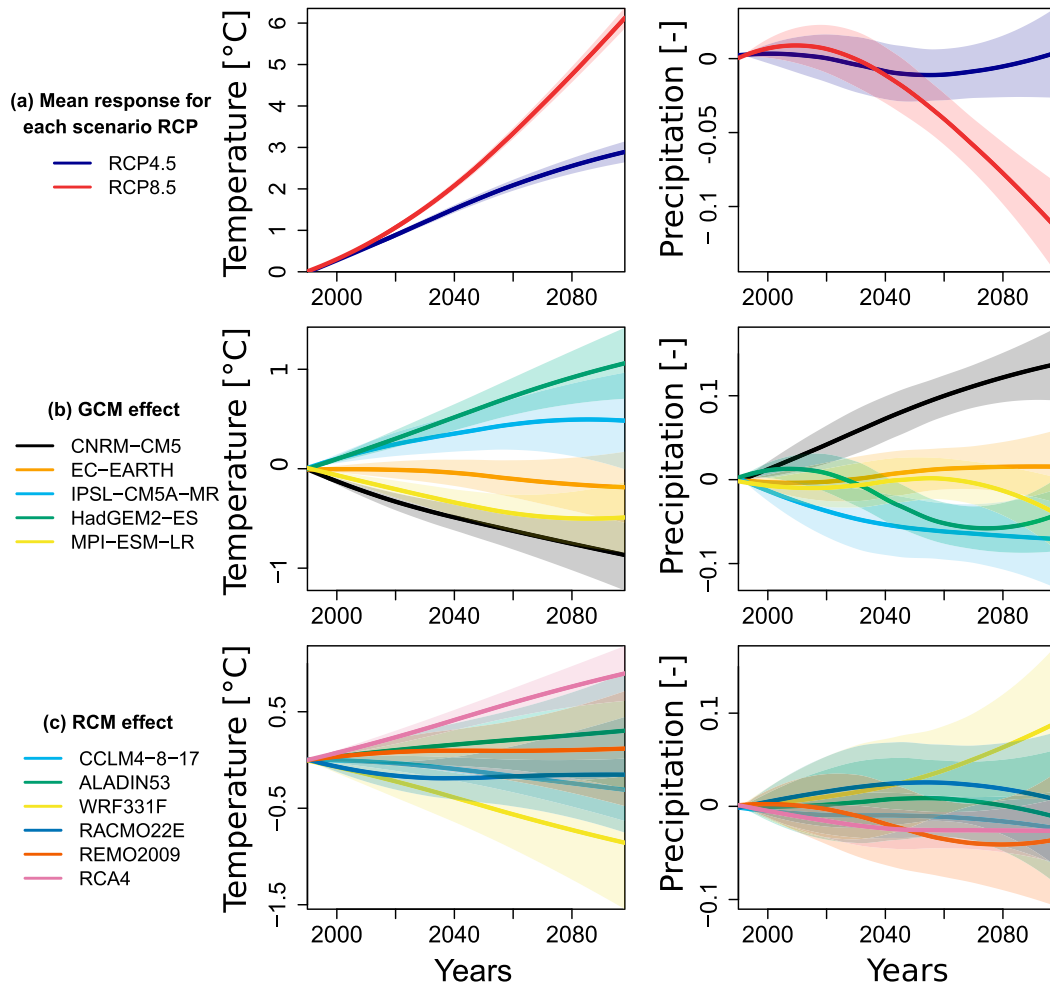 (a) Mean response for
each scenario RCP
RCP4.5
RCP8.5
Temperature [°C]
0
1
2
3
4
5
6
2000
2040
2080
Precipitation [-]
0
-0.05
− 0.1
2000
2040
2080
(b) GCM effect
CNRM−CM5
EC−EARTH
IPSL−CM5A−MR
HadGEM2−ES
MPI−ESM−LR
Temperature [°C]
1
0
−1
2000
2040
2080
Precipitation [-]
0.1
0
−0.1
2000
2040
2080
(c) RCM effect
CCLM4−8−17
ALADIN53
WRF331F
RACMO22E
REMO2009
RCA4
Temperature [°C]
0.5
−0.5
−1.5
2000
2040
2080
Years
Precipitation [-]
0.1
0
−0.1
2000
2040
2080
Years